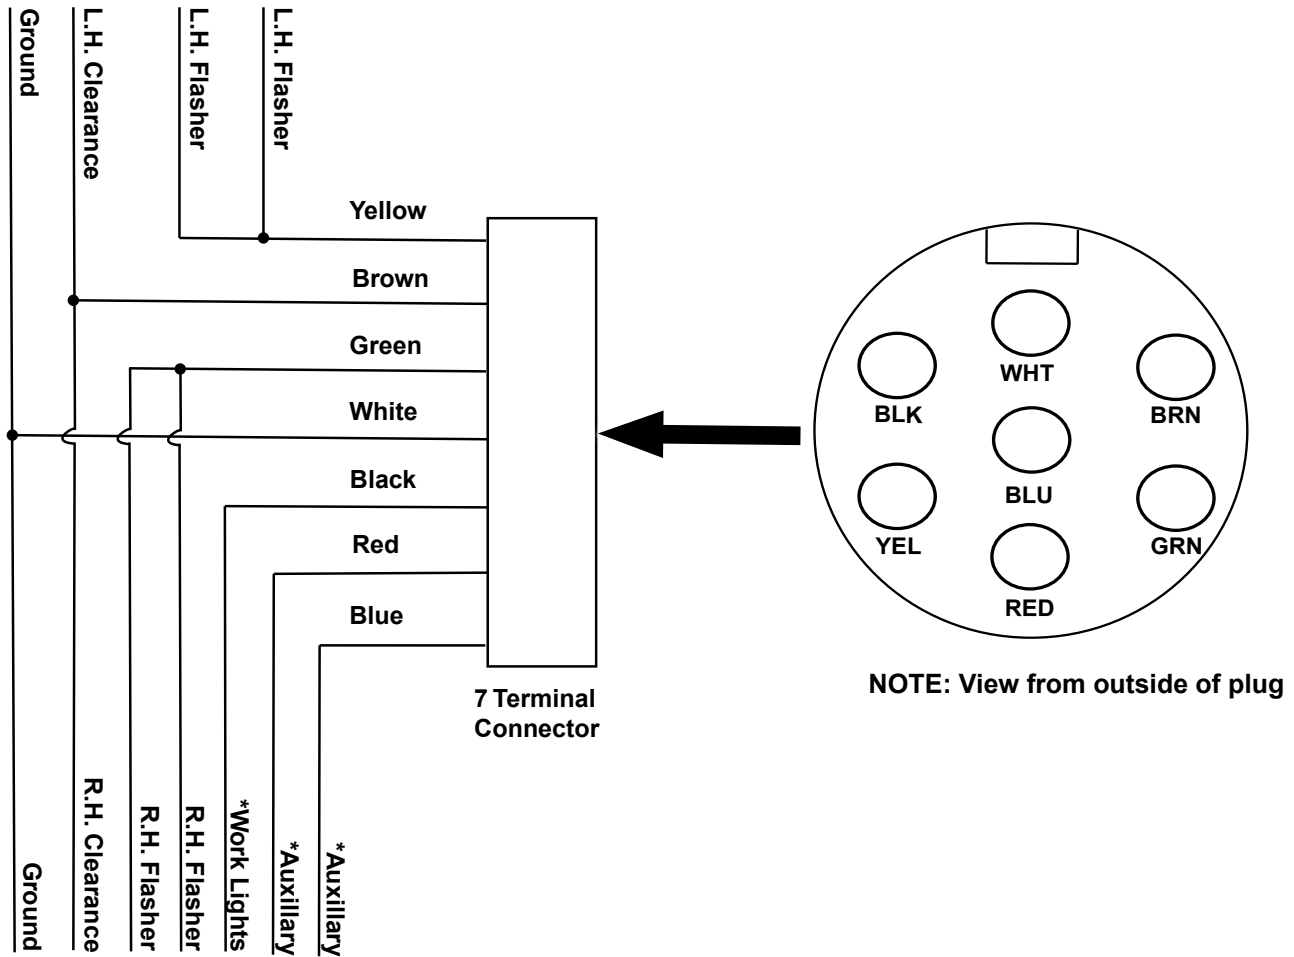 Ground
L.H. Clearance
L.H. Flasher
L.H. Flasher
Yellow
Brown
Green
White
Black
Red
Blue
7 Terminal
Connector
Ground
R.H. Clearance
R.H. Flasher
R.H. Flasher
*Work Lights
*Auxillary
*Auxillary
WHT
BLK
BRN
BLU
YEL
GRN
RED
NOTE: View from outside of plug